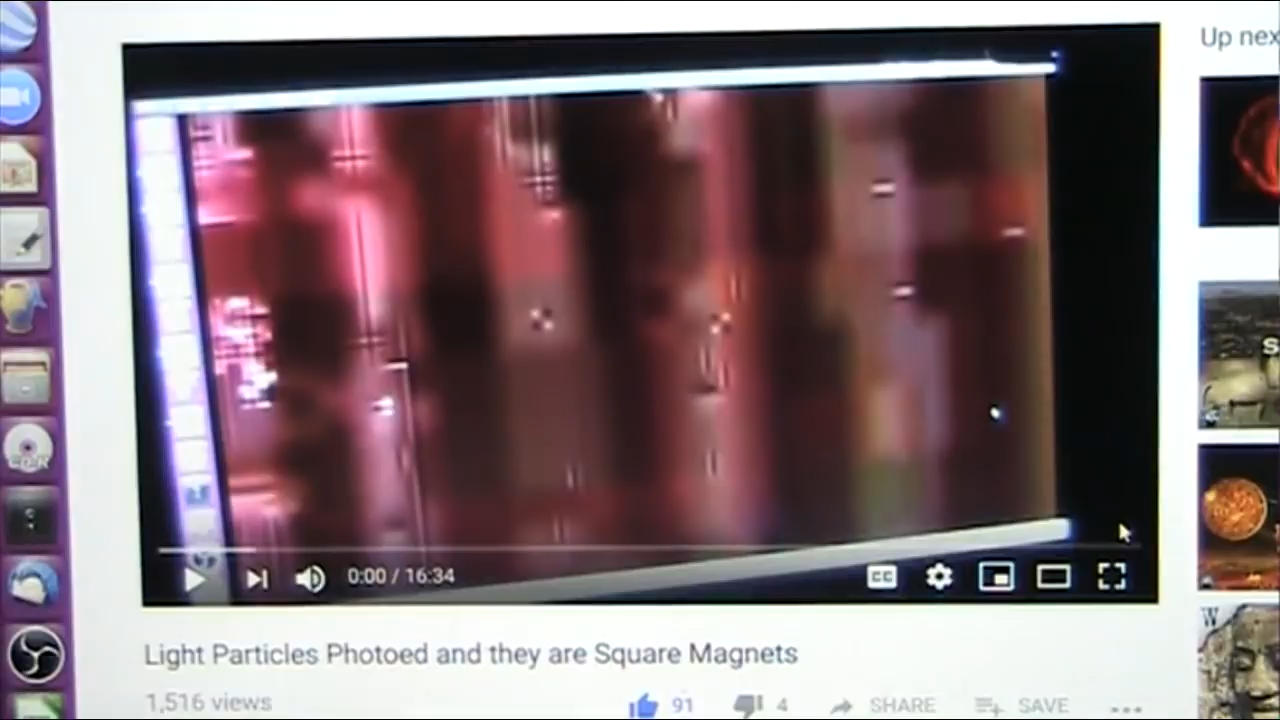 Up nex
S
CC
0:00 / 16:34
W
Light Particles Photoed and they are Square Magnets
1,516 views
91
4
SHARE
SAVE